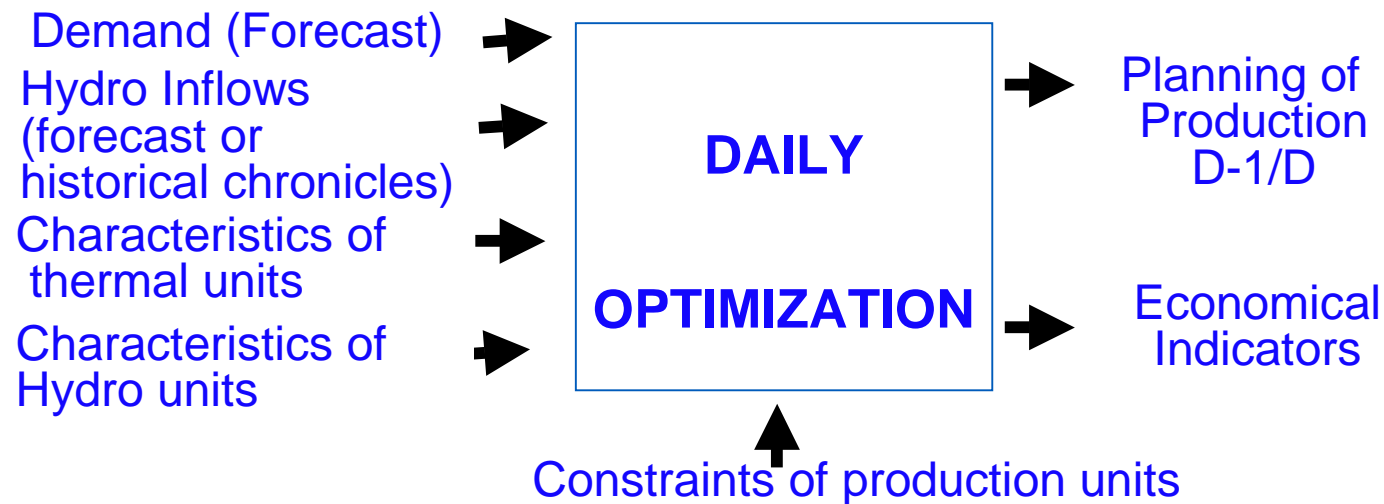 Demand (Forecast)
Hydro Inflows
(forecast or
historical chronicles)
Characteristics of
thermal units
Characteristics of
Hydro units
DAILY
OPTIMIZATION
Planning of
Production
D-1/D
Economical
Indicators
Constraints of production units